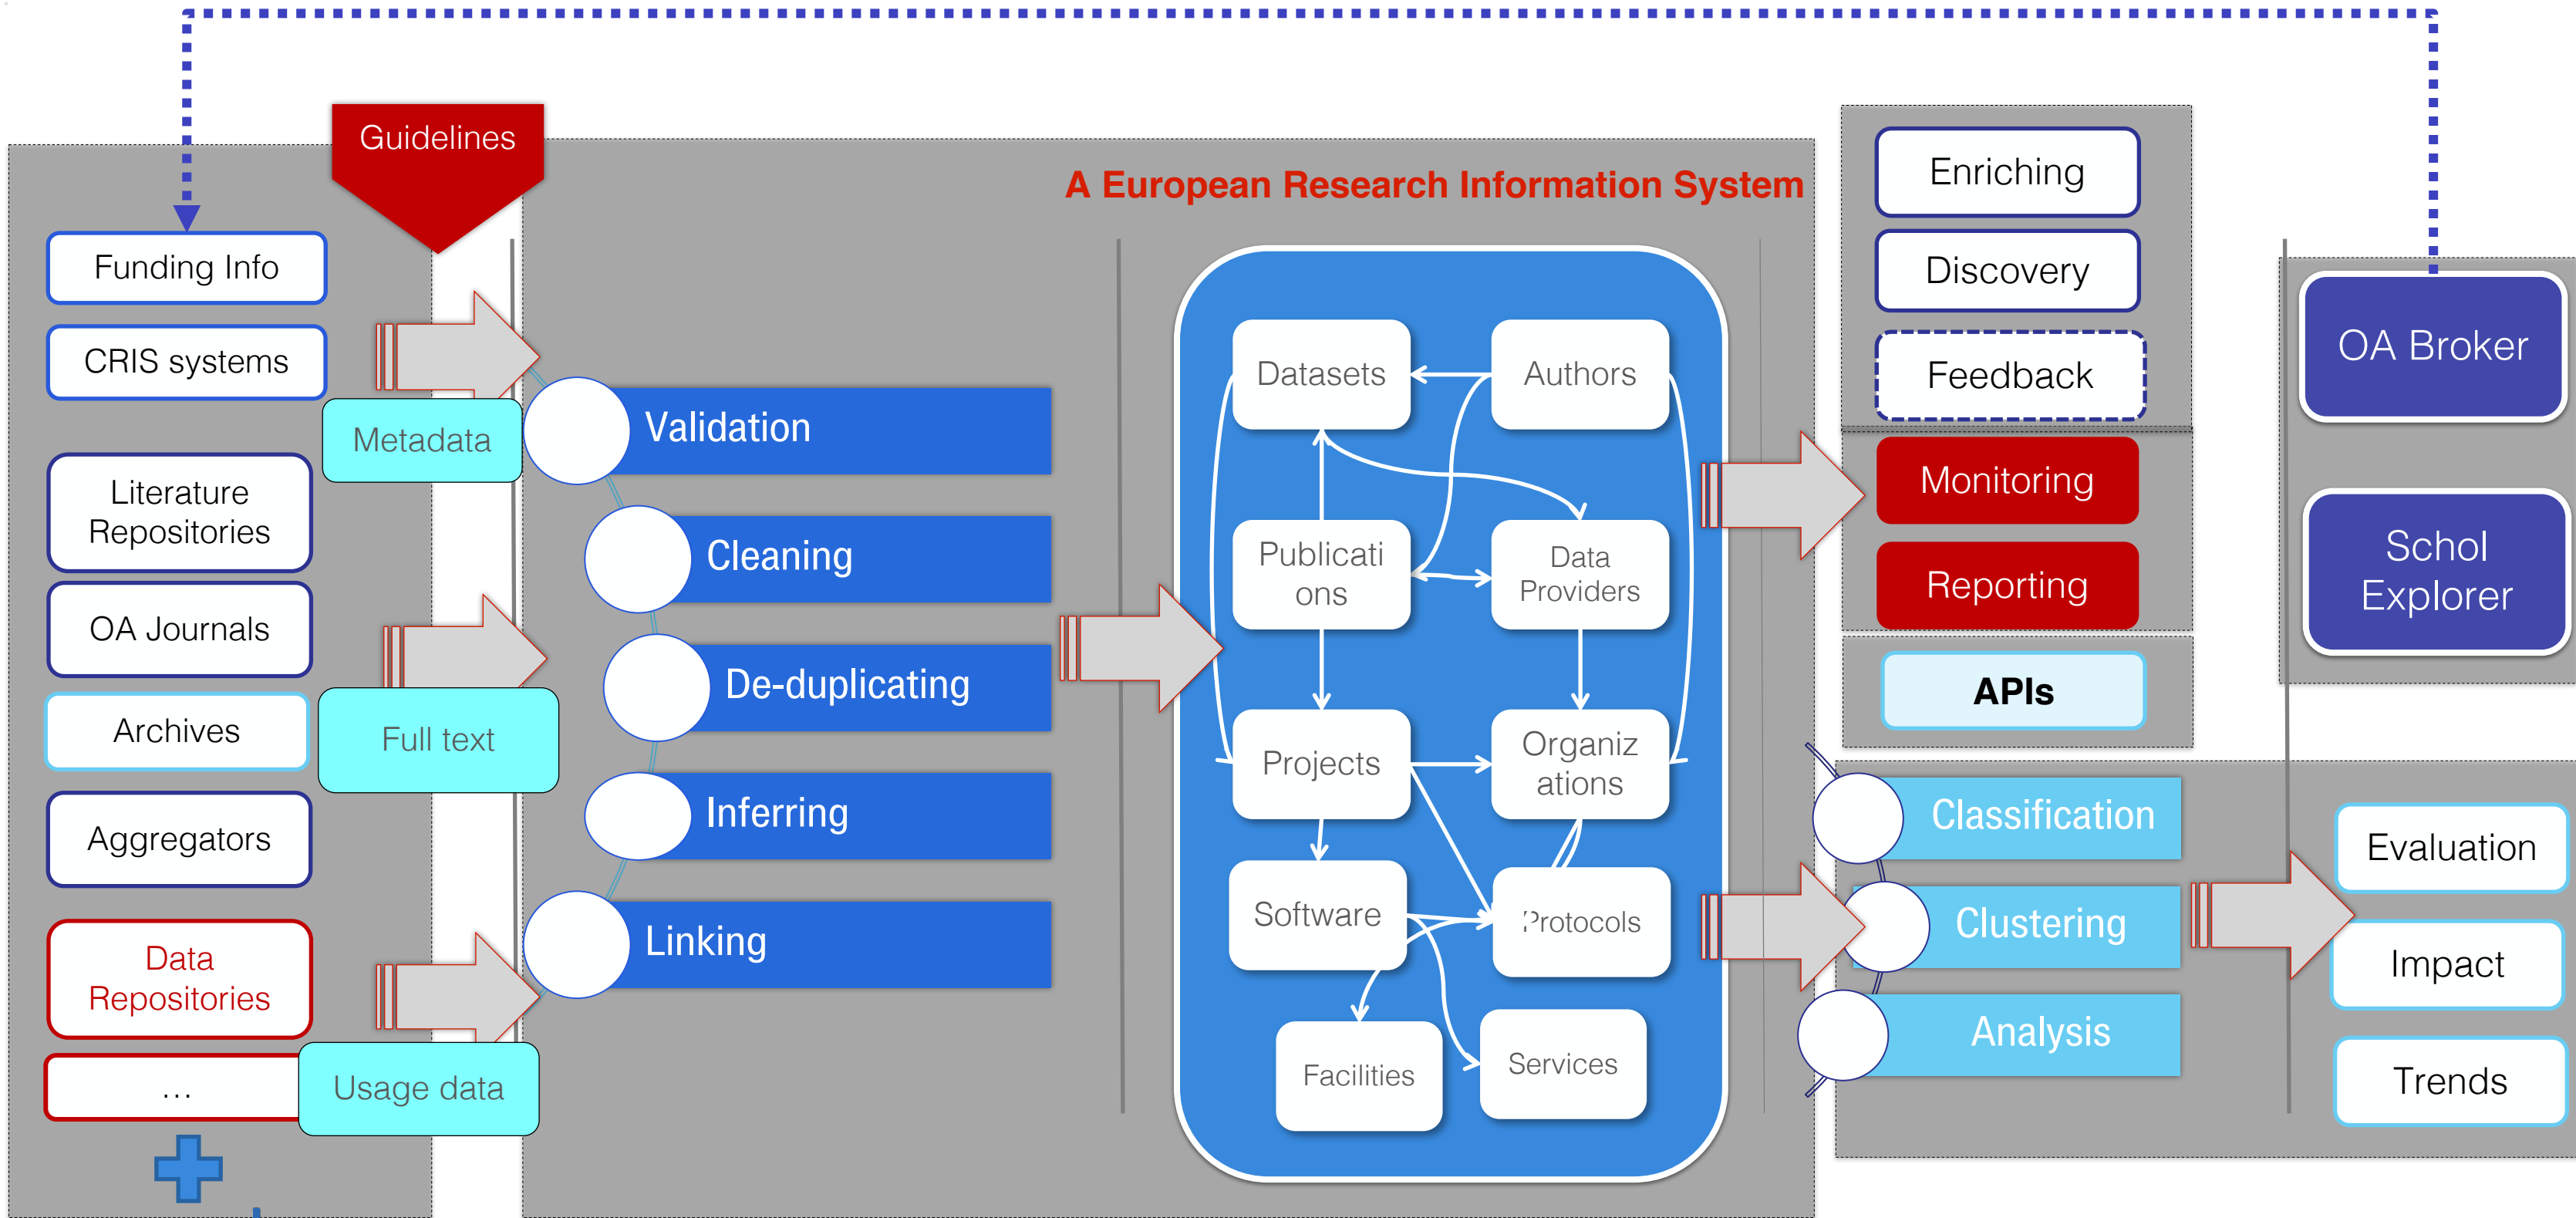 Guidelines
A European Research Information System
Funding Info
CRIS systems
Literature
Repositories
OA Journals
Archives
Aggregators
Data
Repositories
...
Metadata
Full text
Usage data
Validation
Cleaning
De-duplicating
Inferring
Linking
Datasets
Authors
Publicati
ons
Data
Providers
Projects
Organiz
ations
Software
Protocols
Facilities
Services
Enriching
Discovery
Feedback
Monitoring
Reporting
APIs
Classification
Clustering
Analysis
OA Broker
Schol
Explorer
Evaluation
Impact
Trends